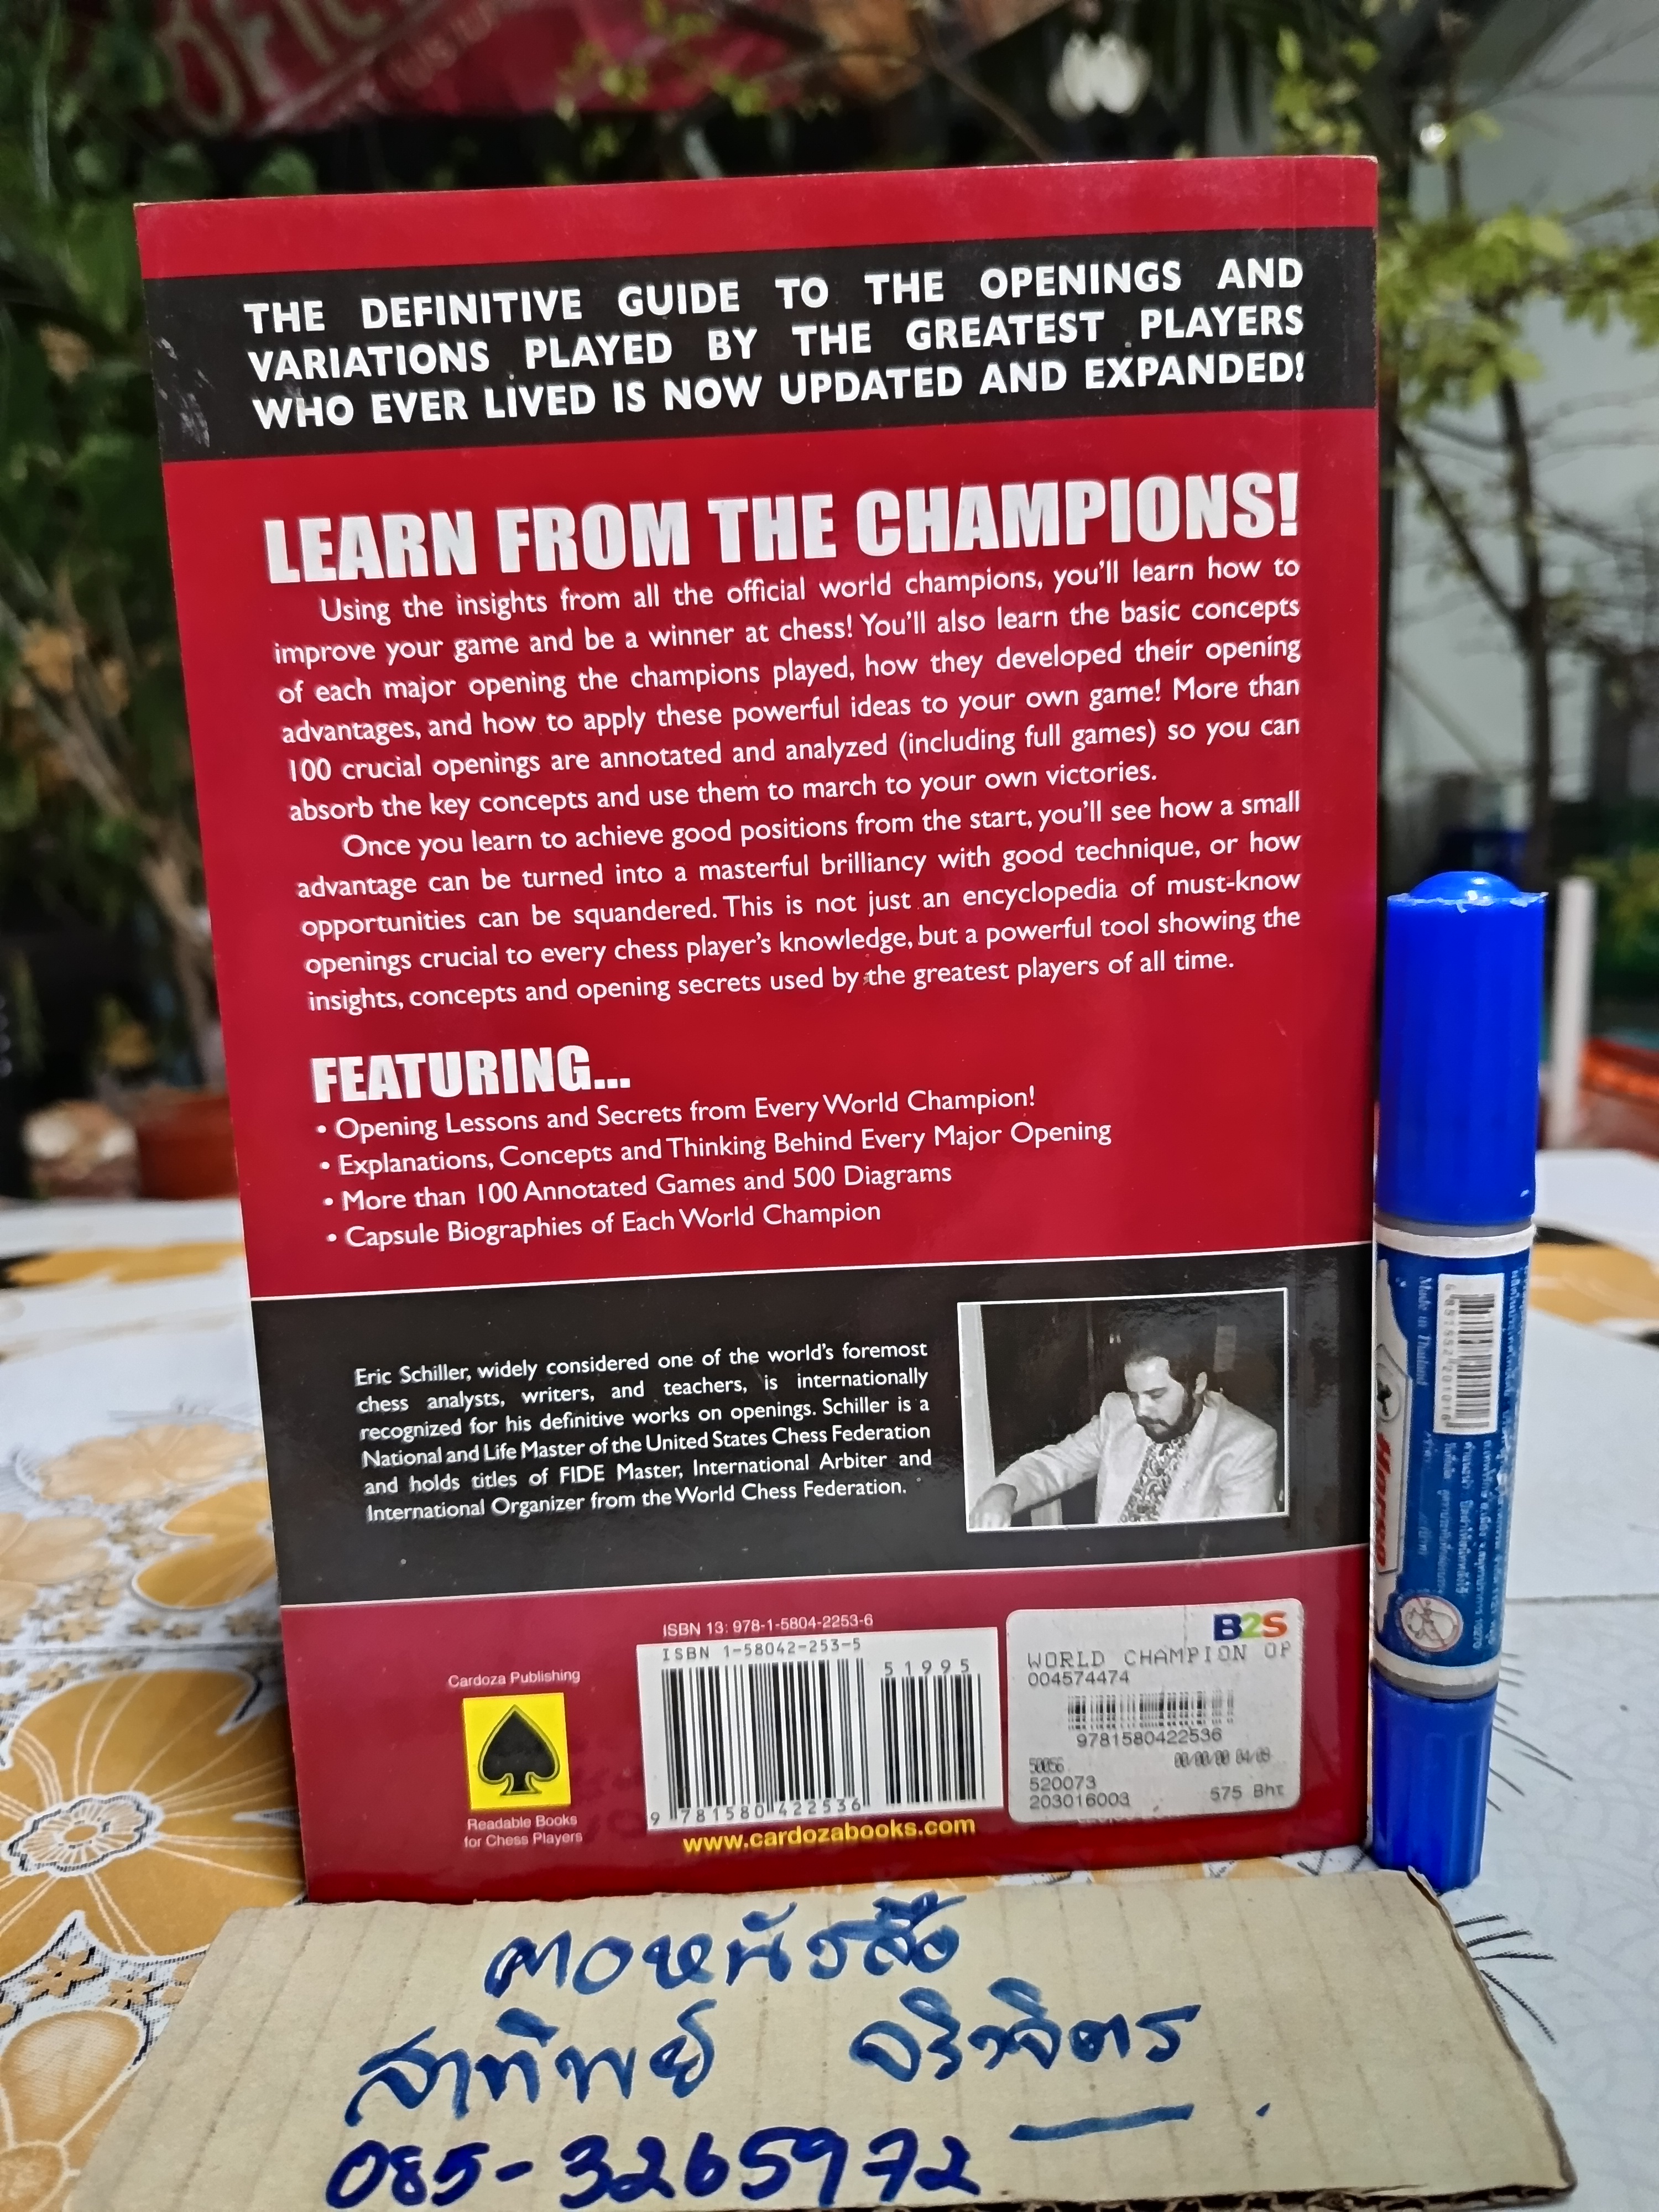 THE DEFINITIVE GUIDE TO THE OPENINGS AND
VARIATIONS PLAYED BY THE GREATEST PLAYERS
WHO EVER LIVED IS NOW UPDATED AND EXPANDED!
LEARN FROM THE CHAMPIONS!
Using the insights from all the official world champions, you'll learn how to
improve your game and be a winner at chess! You'll also learn the basic concepts
of each major opening the champions played, how they developed their opening
advantages, and how to apply these powerful ideas to your own game! More than
100 crucial openings are annotated and analyzed (including full games) so you can
absorb the key concepts and use them to march to your own victories.
Once you learn to achieve good positions from the start, you'll see how a small
advantage can be turned into a masterful brilliancy with good technique, or how
opportunities can be squandered. This is not just an encyclopedia of must-know
openings crucial to every chess player's knowledge, but a powerful tool showing the
insights, concepts and opening secrets used by the greatest players of all time.
FEATURING...
• Opening Lessons and Secrets from Every World Champion!
• Explanations, Concepts and Thinking Behind Every Major Opening
• More than 100 Annotated Games and 500 Diagrams
• Capsule Biographies of Each World Champion
Eric Schiller, widely considered one of the world's foremost
chess analysts, writers, and teachers, is internationally
recognized for his definitive works on openings. Schiller is a
National and Life Master of the United States Chess Federation
and holds titles of FIDE Master, International Arbiter and
International Organizer from the World Chess Federation.
Cardoza Publishing
Readable Books
for Chess Players
ISBN 13: 978-1-5804-2253-6
ISBN 1-58042-253-5
51995
9 781580 422536
www.cardozabooks.com
B2S
WORLD CHAMPION OP
004574474
9781580422536
50056
00/00/00 04/09
520073
203016003
575 Bht
Made in Thailand
Horse
ฅอหนังสือ
สาทิพย์
085-3265972